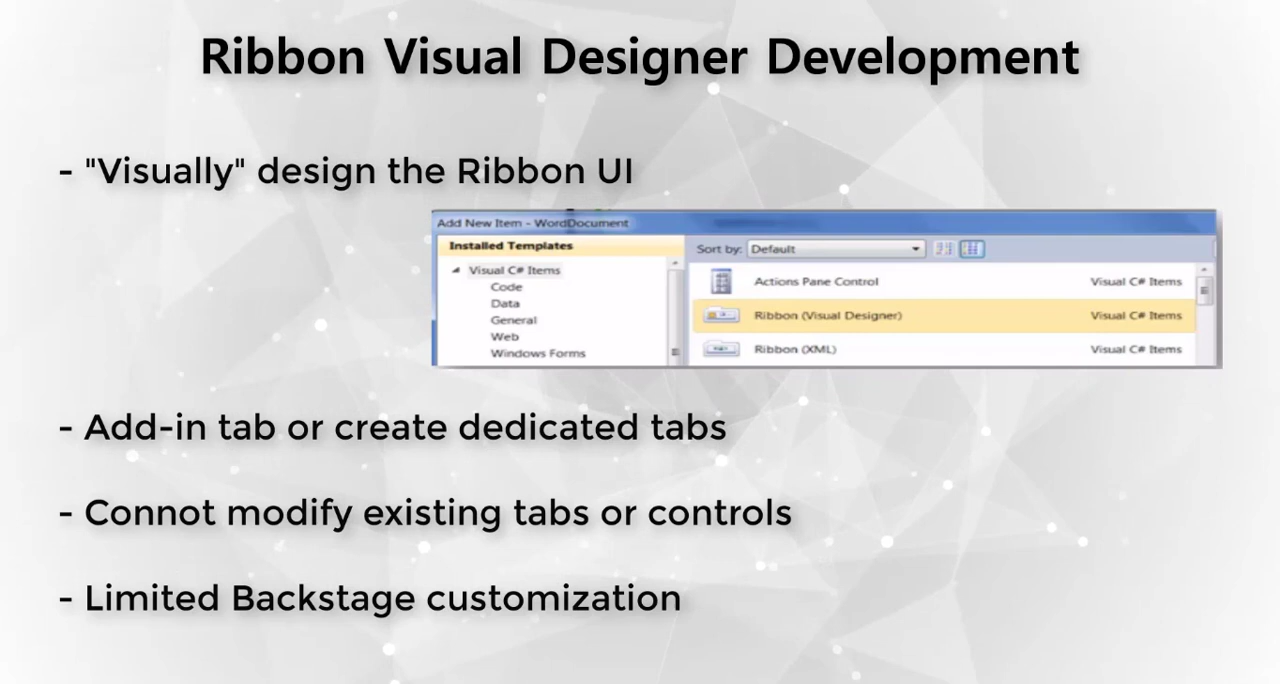 Ribbon Visual Designer Development
- "Visually" design the Ribbon UI
Add New Item - WordDocument
Installed Templates
Visual C# Items
Code
Data
General
Web
Windows Forms
Sort by: Default
Actions Pane Control Visual C# Items
Ribbon (Visual Designer) Visual C# Items
Ribbon (XML) Visual C# Items
- Add-in tab or create dedicated tabs
- Connot modify existing tabs or controls
- Limited Backstage customization